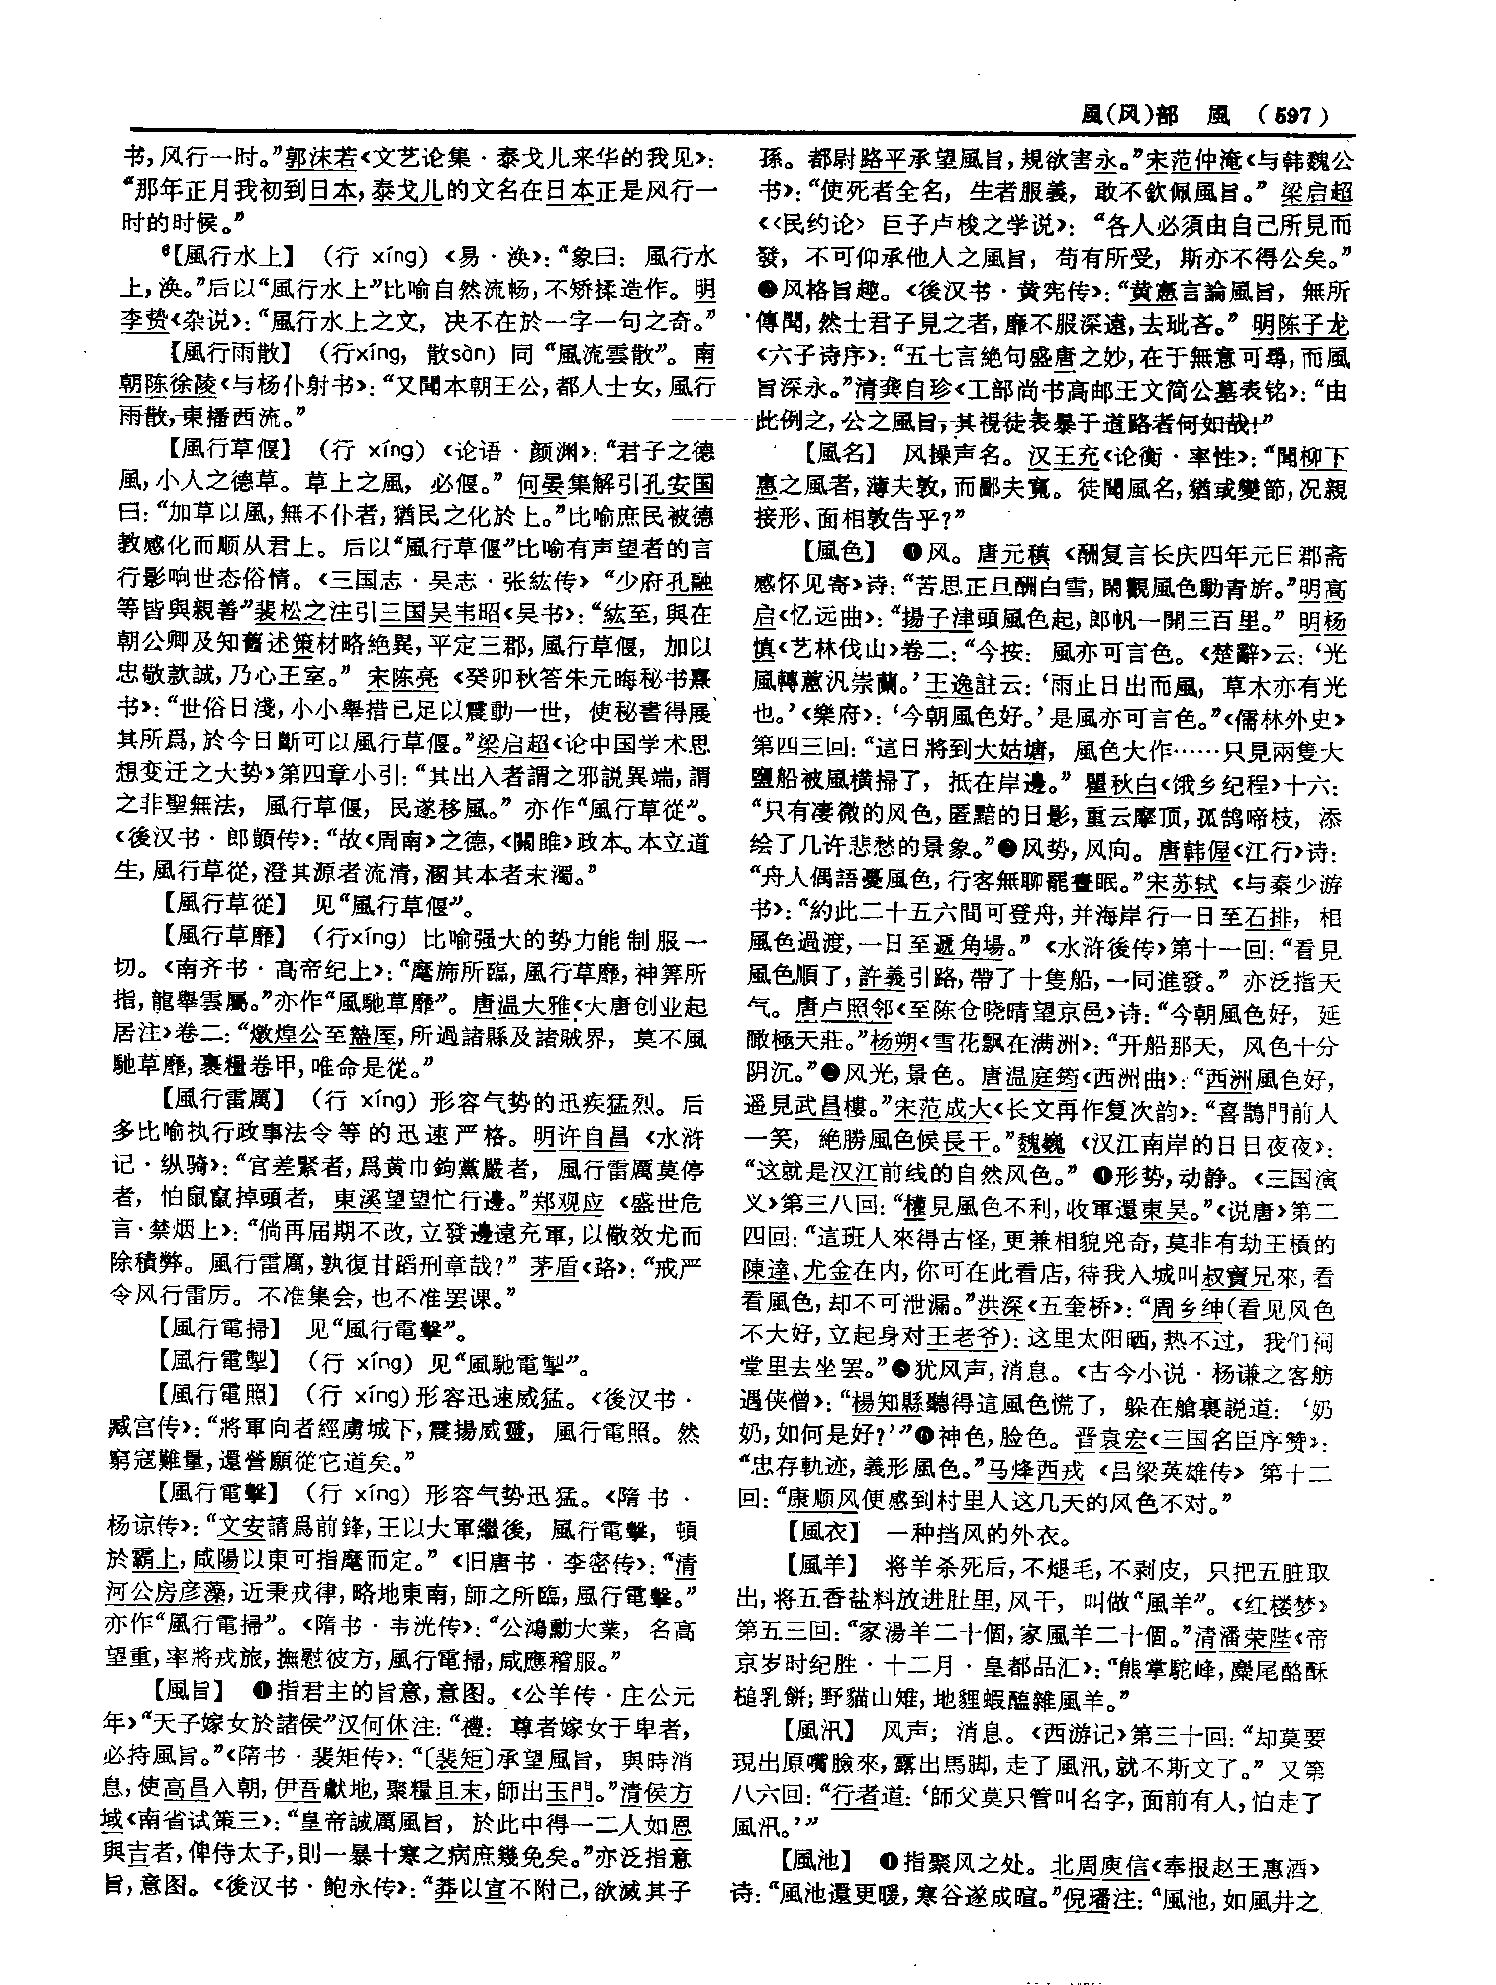 風(风)部　風　(597)
书,风行一时。”郭沫若《文艺论集·泰戈儿来华的我见》:
“那年正月我初到日本,泰戈儿的文名在日本正是风行一
时的时候。”
⁶【風行水上】 (行 xíng) 《易·涣》:“象曰: 風行水
上,涣。”后以“風行水上”比喻自然流畅,不矫揉造作。明
李贽《杂说》:“風行水上之文, 决不在於一字一句之奇。”
【風行雨散】 (行xíng, 散sàn) 同“風流雲散”。南
朝陈徐陵《与杨仆射书》:“又聞本朝王公,都人士女,風行
雨散,東播西流。”
【風行草偃】 (行 xíng) 《论语·颜渊》:“君子之德
風,小人之德草。草上之風, 必偃。” 何晏集解引孔安国
曰:“加草以風,無不仆者,猶民之化於上。”比喻庶民被德
教感化而顺从君上。后以“風行草偃”比喻有声望者的言
行影响世态俗情。《三国志·吴志·张紘传》“少府孔融
等皆與親善”裴松之注引三国吴韦昭《吴书》:“紘至,與在
朝公卿及知舊述策材略绝異,平定三郡,風行草偃, 加以
忠敬款誠,乃心王室。” 宋陈亮《癸卯秋答朱元晦秘书熹
书》:“世俗日淺,小小舉措已足以震動一世, 使秘書得展
其所爲,於今日斷可以風行草偃。”梁启超《论中国学术思
想变迁之大势》第四章小引:“其出入者謂之邪説異端,謂
之非聖無法, 風行草偃, 民遂移風。” 亦作“風行草從”。
《後汉书·郎顗传》:“故《周南》之德,《關雎》政本。本立道
生,風行草從,澄其源者流清,溷其本者末濁。”
【風行草從】 见“風行草偃”。
【風行草靡】 (行xíng) 比喻强大的势力能制服一
切。《南齐书·高帝纪上》:“麾斾所臨,風行草靡,神筭所
指,龍舉雲屬。”亦作“風馳草靡”。唐温大雅《大唐创业起
居注》卷二:“燉煌公至盩厔,所過諸縣及諸賊界, 莫不風
馳草靡,裹糧卷甲,唯命是從。”
【風行雷厲】 (行 xíng) 形容气势的迅疾猛烈。后
多比喻执行政事法令等的迅速严格。明许自昌《水浒
记·纵骑》:“官差緊者,爲黄巾鉤黨嚴者, 風行雷厲莫停
者, 怕鼠竄掉頭者, 東溪望望忙行邊。”郑观应《盛世危
言·禁烟上》:“倘再届期不改,立發邊遠充軍,以儆效尤而
除積弊。風行雷厲,孰復甘蹈刑章哉?” 茅盾《路》:“戒严
令风行雷厉。不准集会,也不准罢课。”
【風行電掃】 见“風行電擊”。
【風行電掣】 (行 xíng) 见“風馳電掣”。
【風行電照】 (行 xíng)形容迅速威猛。《後汉书·
臧宫传》:“將軍向者經虜城下,震揚威靈, 風行電照。然
窮寇難量,還營願從它道矣。”
【風行電擊】 (行 xíng) 形容气势迅猛。《隋书·
杨谅传》:“文安請爲前鋒,王以大軍繼後, 風行電擊, 頓
於霸上,咸陽以東可指麾而定。” 《旧唐书·李密传》:“清
河公房彦藻,近秉戎律,略地東南,師之所臨,風行電擊。”
亦作“風行電掃”。《隋书·韦洸传》:“公鴻勳大業, 名高
望重,率將戎旅,撫慰彼方,風行電掃,咸應稽服。”
【風旨】 ❶指君主的旨意,意图。《公羊传·庄公元
年》“天子嫁女於諸侯”汉何休注:“禮: 尊者嫁女于卑者,
必持風旨。”《隋书·裴矩传》:“〔裴矩〕承望風旨, 與時消
息,使高昌入朝,伊吾獻地,聚糧且末,師出玉門。”清侯方
域《南省试策三》:“皇帝誠厲風旨, 於此中得一二人如恩
與吉者,俾侍太子,則一暴十寒之病庶幾免矣。”亦泛指意
旨,意图。《後汉书·鲍永传》:“莽以宣不附己,欲滅其子
孫。都尉路平承望風旨,規欲害永。”宋范仲淹《与韩魏公
书》:“使死者全名, 生者服義, 敢不欽佩風旨。” 梁启超
《〈民约论〉巨子卢梭之学说》: “各人必須由自己所見而
發, 不可仰承他人之風旨, 苟有所受, 斯亦不得公矣。”
❷风格旨趣。《後汉书·黄宪传》:“黄憲言論風旨, 無所
傳聞,然士君子見之者,靡不服深遠,去玼吝。” 明陈子龙
《六子诗序》:“五七言絶句盛唐之妙,在于無意可尋,而風
旨深永。”清龚自珍《工部尚书高邮王文简公墓表铭》:“由
此例之,公之風旨,其視徒表暴于道路者何如哉!”
【風名】 风操声名。汉王充《论衡·率性》:“聞柳下
惠之風者,薄夫敦,而鄙夫寬。徒聞風名,猶或變節,况親
接形、面相敦告乎?”
【風色】 ❶风。唐元稹《酬复言长庆四年元日郡斋
感怀见寄》诗:“苦思正旦酬白雪,閑觀風色動青旂。”明高
启《忆远曲》:“揚子津頭風色起,郎帆一開三百里。” 明杨
慎《艺林伐山》卷二:“今按: 風亦可言色。《楚辭》云:‘光
風轉蕙汎崇蘭。’王逸註云:‘雨止日出而風, 草木亦有光
也。’《樂府》:‘今朝風色好。’是風亦可言色。”《儒林外史》
第四三回:“這日將到大姑塘, 風色大作……只見兩隻大
鹽船被風横掃了, 抵在岸邊。” 瞿秋白《饿乡纪程》十六:
“只有凄微的风色,匿黯的日影,重云摩顶,孤鹄啼枝, 添
绘了几许悲愁的景象。”❷风势,风向。唐韩偓《江行》诗:
“舟人偶語憂風色,行客無聊罷晝眠。”宋苏轼《与秦少游
书》:“約此二十五六間可登舟,并海岸行一日至石排, 相
風色過渡,一日至遞角場。” 《水浒後传》第十一回:“看見
風色順了,許義引路,帶了十隻船,一同進發。” 亦泛指天
气。唐卢照邻《至陈仓晓晴望京邑》诗:“今朝風色好, 延
瞰極天莊。”杨朔《雪花飘在满洲》:“开船那天, 风色十分
阴沉。”❸风光,景色。唐温庭筠《西洲曲》:“西洲風色好,
遥見武昌樓。”宋范成大《长文再作复次韵》:“喜鵲門前人
一笑, 絶勝風色候長干。”魏巍《汉江南岸的日日夜夜》:
“这就是汉江前线的自然风色。” ❹形势,动静。《三国演
义》第三八回:“權見風色不利,收軍還東吴。”《说唐》第二
四回:“這班人來得古怪,更兼相貌兇奇,莫非有劫王槓的
陳達、尤金在内,你可在此看店,待我入城叫叔寶兄來,看
看風色,却不可泄漏。”洪深《五奎桥》:“周乡绅(看见风色
不大好,立起身对王老爷): 这里太阳晒,热不过, 我们祠
堂里去坐罢。”❺犹风声,消息。《古今小说·杨谦之客舫
遇侠僧》:“楊知縣聽得這風色慌了, 躲在艙裏説道: ‘奶
奶,如何是好?’”❻神色,脸色。晋袁宏《三国名臣序赞》:
“忠存軌迹,義形風色。”马烽西戎《吕梁英雄传》第十二
回:“康顺风便感到村里人这几天的风色不对。”
【風衣】 一种挡风的外衣。
【風羊】 将羊杀死后,不煺毛,不剥皮, 只把五脏取
出,将五香盐料放进肚里,风干, 叫做“風羊”。《红楼梦》
第五三回:“家湯羊二十個,家風羊二十個。”清潘荣陛《帝
京岁时纪胜·十二月·皇都品汇》:“熊掌駝峰,麋尾酪酥
槌乳餅;野貓山雉,地貍蝦醢雜風羊。”
【風汛】 风声; 消息。《西游记》第三十回:“却莫要
現出原嘴臉來,露出馬脚,走了風汛,就不斯文了。” 又第
八六回:“行者道:‘師父莫只管叫名字,面前有人,怕走了
風汛。’”
【風池】 ❶指聚风之处。北周庾信《奉报赵王惠酒》
诗:“風池還更暖,寒谷遂成暄。”倪璠注:“風池,如風井之